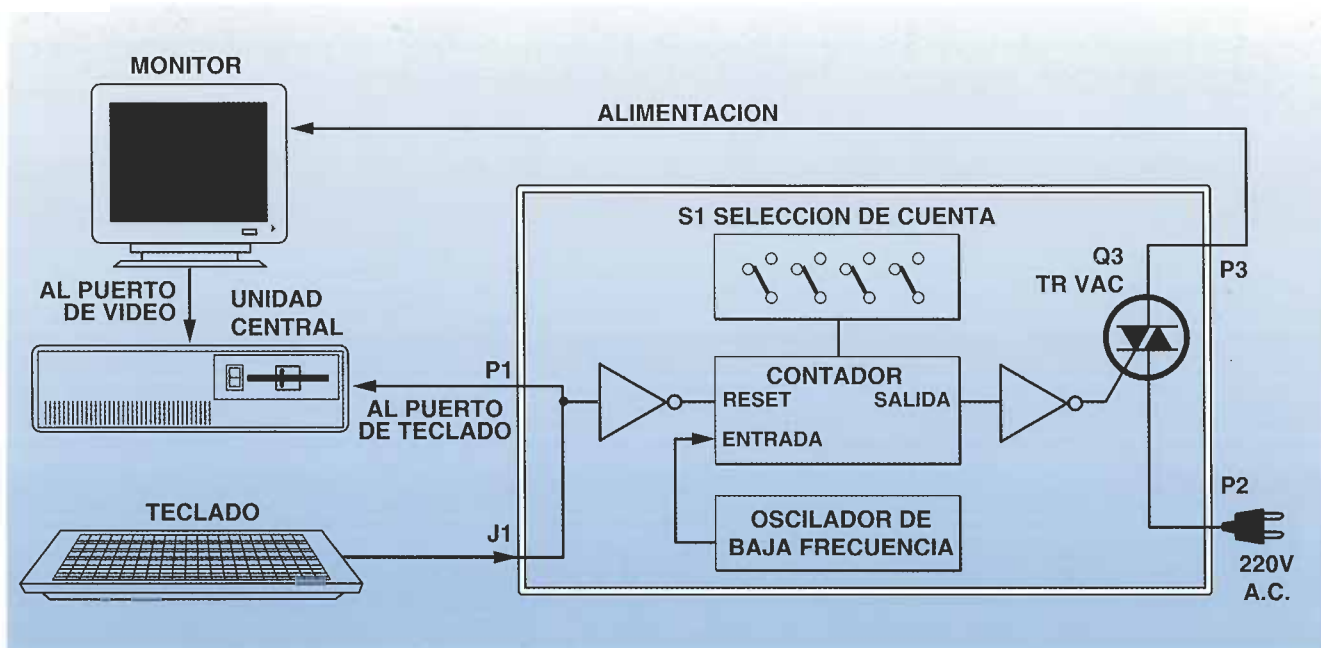 MONITOR
ALIMENTACION
S1 SELECCION DE CUENTA
Q3
TR VAC
P3
AL PUERTO
DE VIDEO
UNIDAD
CENTRAL
P1
AL PUERTO
DE TECLADO
CONTADOR
RESET
SALIDA
ENTRADA
TECLADO
J1
OSCILADOR DE
BAJA FRECUENCIA
P2
220V
A.C.